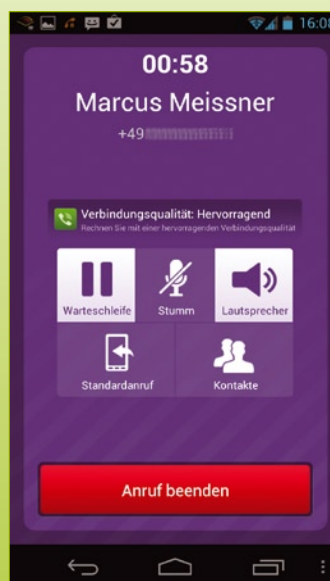 16:08
00:58
Marcus Meissner
+49
Verbindungsqualität: Hervorragend
Rechnen Sie mit einer hervorragenden Verbindungsqualität
Warteschleife
Stumm
Lautsprecher
Standardanruf
Kontakte
Anruf beenden